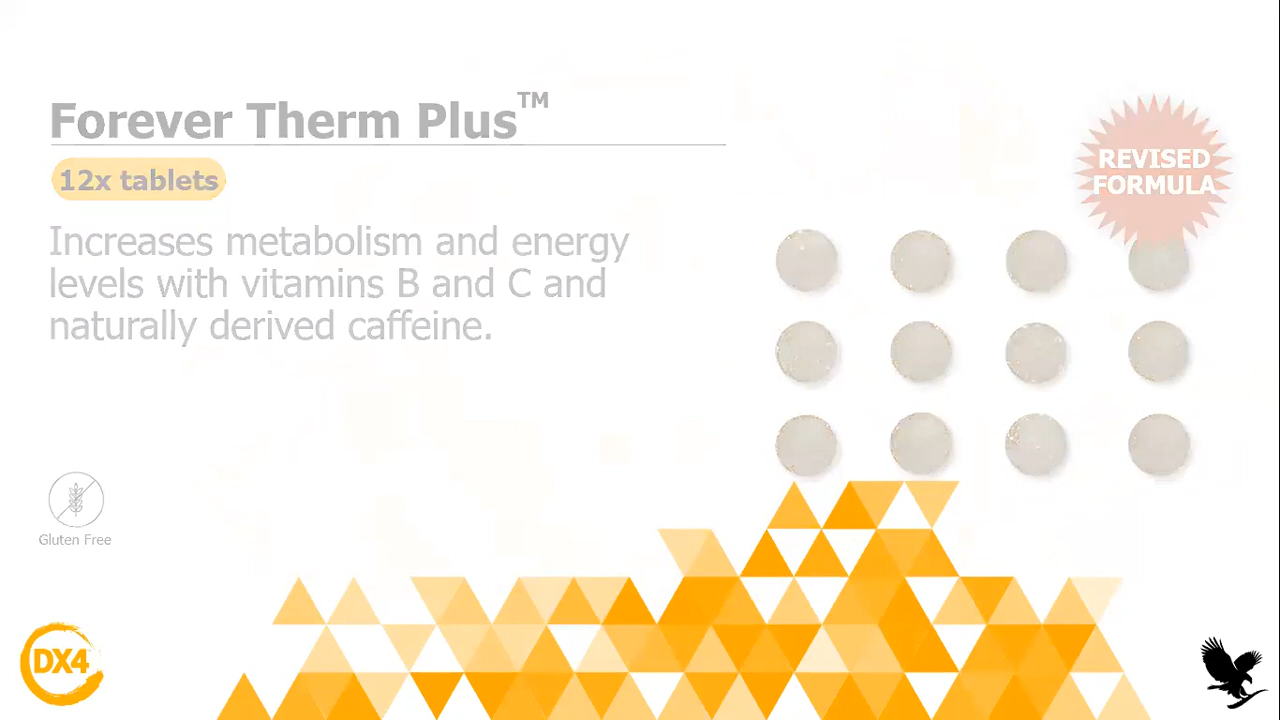 Forever Therm Plus™
12x tablets
Increases metabolism and energy
levels with vitamins B and C and
naturally derived caffeine.
REVISED
FORMULA
Gluten Free
DX4